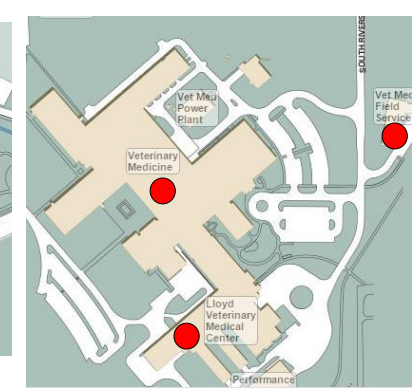 SOUTH RIVERS
Vet Med
Power
Plant
Vet Med
Field
Service
Veterinary
Medicine
Lloyd
Veterinary
Medical
Center
Performance